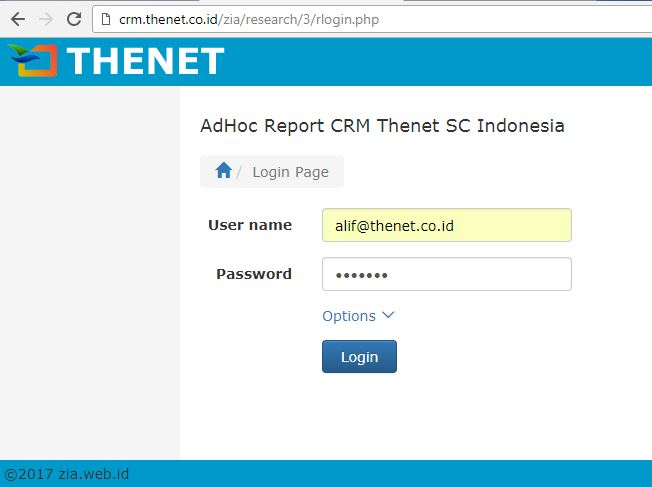 crm.thenet.co.id/zia/research/3/rlogin.php
THENET
AdHoc Report CRM Thenet SC Indonesia
/ Login Page
User name alif@thenet.co.id
Password •••••••
Options
Login
©2017 zia.web.id